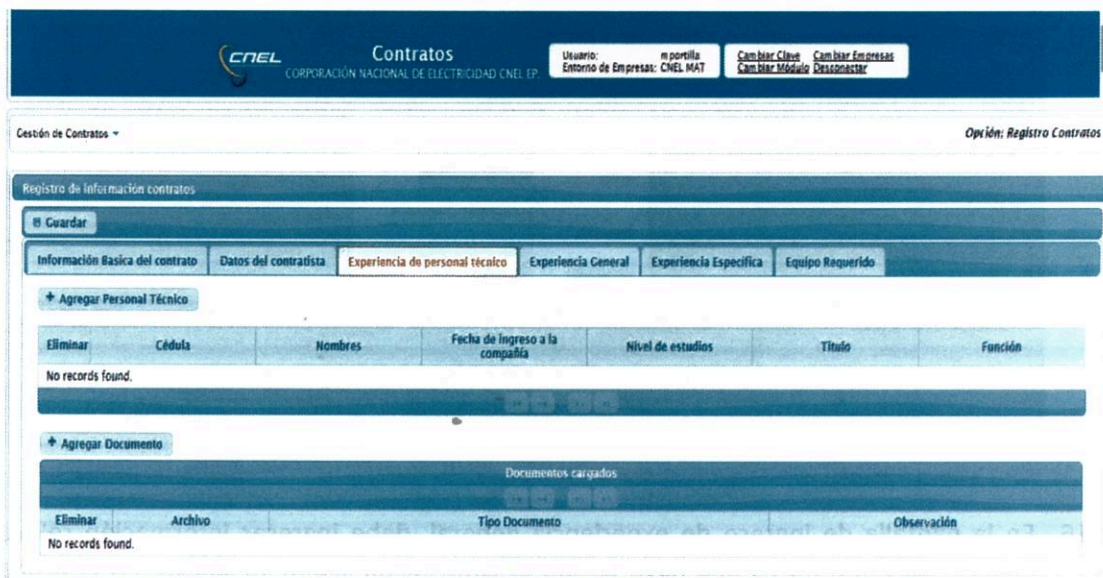 CNEL
Contratos
CORPORACIÓN NACIONAL DE ELECTRICIDAD CNEL EP.
Usuario: mportilla
Entorno de Empresas: CNEL MAT
Cambiar Clave Cambiar Empresas
Cambiar Módulo Desconectar
Gestión de Contratos
Opción: Registro Contratos
Registro de información contratos
Guardar
Información Basica del contrato Datos del contratista Experiencia de personal técnico Experiencia General Experiencia Especifica Equipo Requerido
+ Agregar Personal Técnico
Eliminar Cédula Nombres Fecha de ingreso a la compañía Nivel de estudios Titulo Función
No records found.
+ Agregar Documento
Documentos cargados
Eliminar Archivo Tipo Documento Observación
No records found.